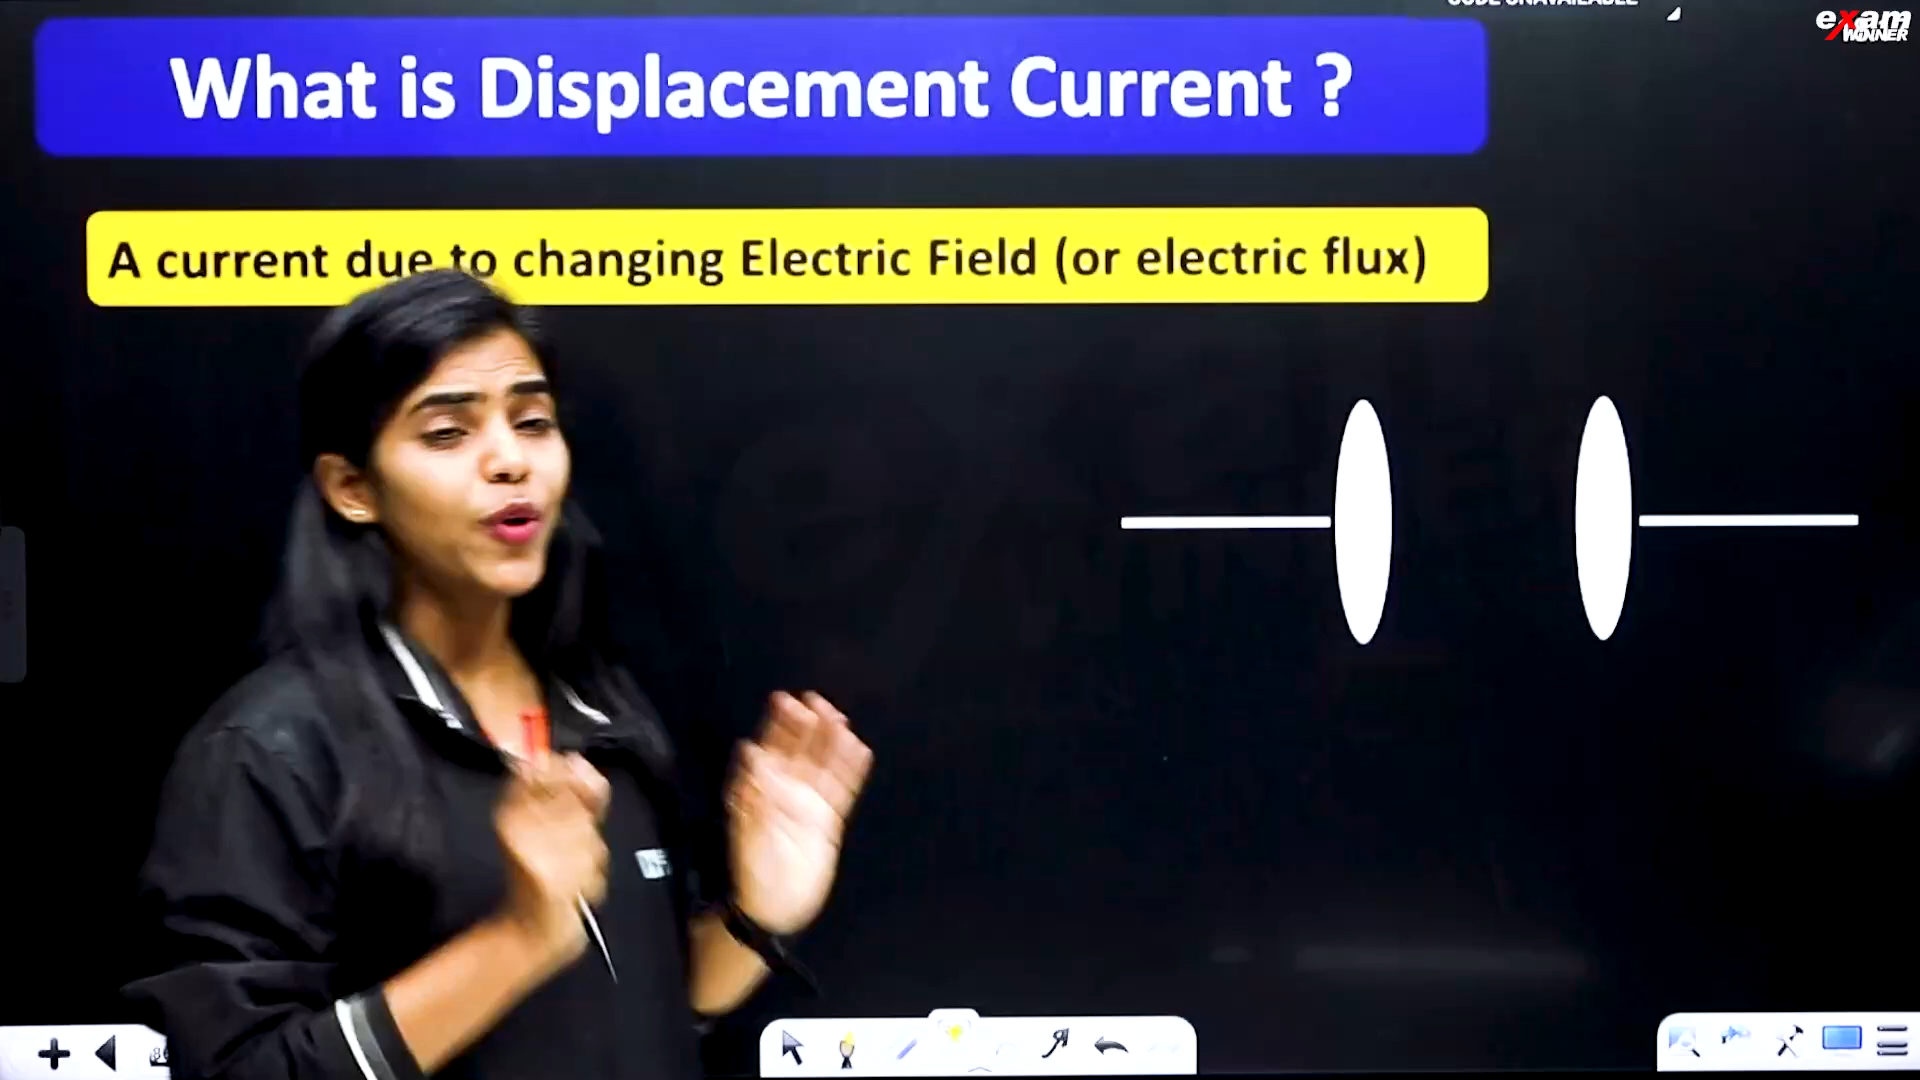 exam
WINNER
What is Displacement Current ?
A current due to changing Electric Field (or electric flux)